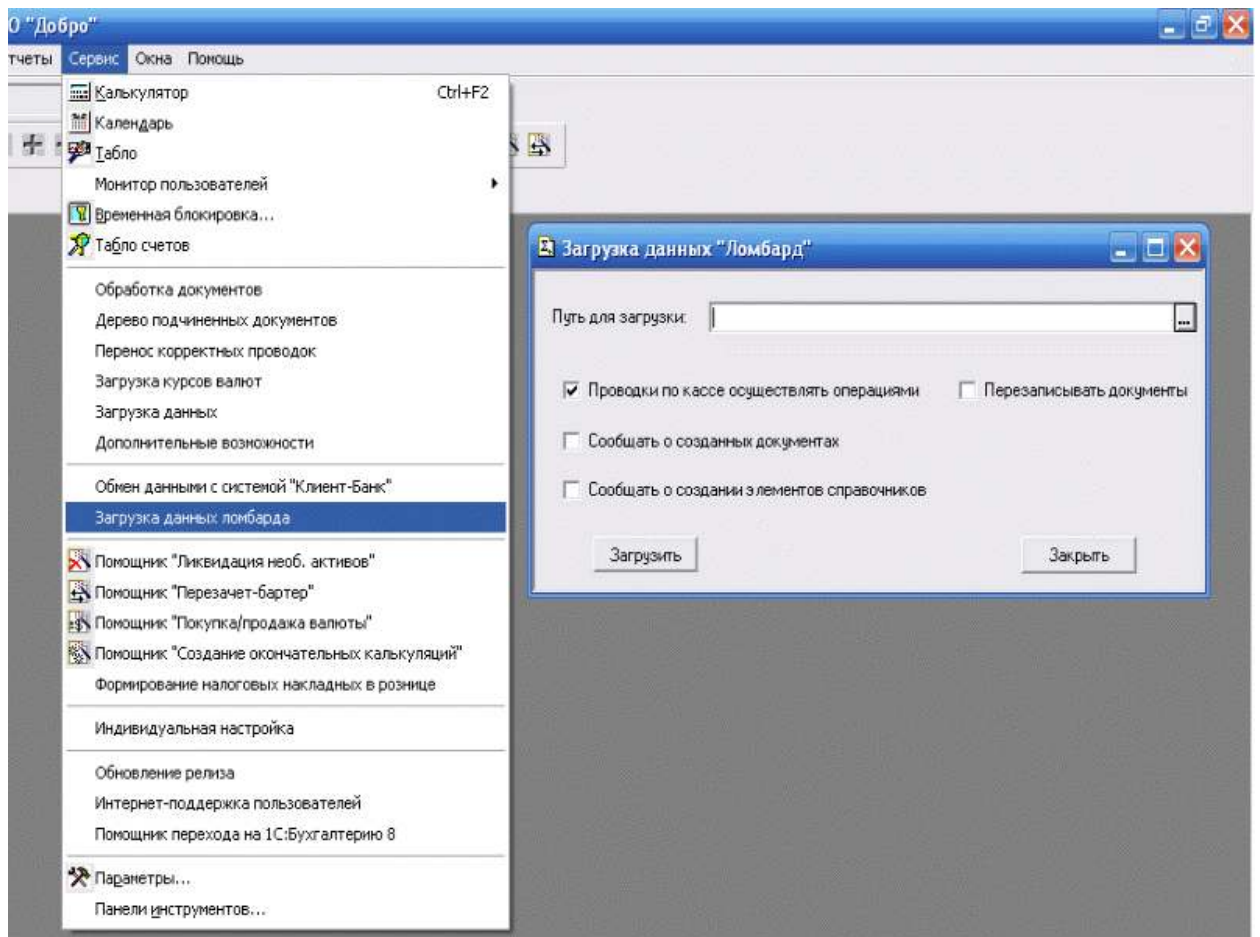 О "Добро"
тчеты Сервис Окна Помощь
Калькулятор Ctrl+F2
Календарь
Табло
Монитор пользователей
Временная блокировка...
Табло счетов
Обработка документов
Дерево подчиненных документов
Перенос корректных проводок
Загрузка курсов валют
Загрузка данных
Дополнительные возможности
Обмен данными с системой "Клиент-Банк"
Загрузка данных ломбарда
Помощник "Ликвидация необ. активов"
Помощник "Перезачет-бартер"
Помощник "Покупка/продажа валюты"
Помощник "Создание окончательных калькуляций"
Формирование налоговых накладных в рознице
Индивидуальная настройка
Обновление релиза
Интернет-поддержка пользователей
Помощник перехода на 1С:Бухгалтерию 8
Параметры...
Панели инструментов...
Загрузка данных "Ломбард"
Путь для загрузки: ...
Проводки по кассе осуществлять операциями Перезаписывать документы
Сообщать о созданных документах
Сообщать о создании элементов справочников
Загрузить Закрыть